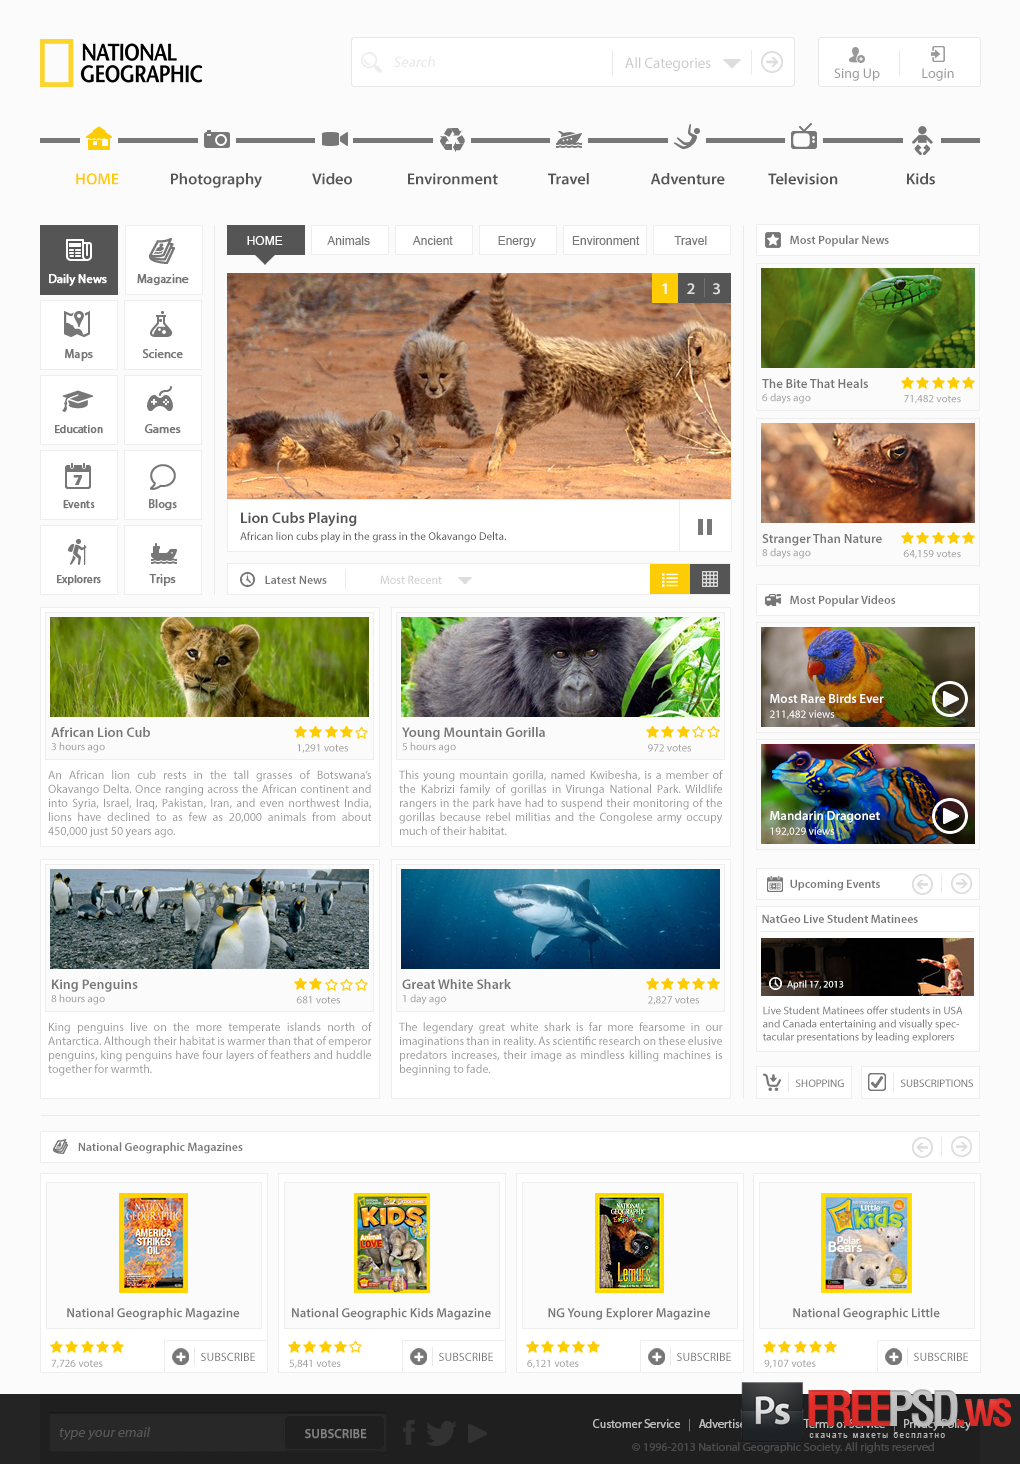 NATIONAL
GEOGRAPHIC
Search
All Categories
Sing Up
Login
HOME
Photography
Video
Environment
Travel
Adventure
Television
Kids
Daily News
Magazine
Maps
Science
Education
Games
7
Events
Blogs
Explorers
Trips
HOME
Animals
Ancient
Energy
Environment
Travel
1 2 3
Lion Cubs Playing
African lion cubs play in the grass in the Okavango Delta.
Latest News
Most Recent
African Lion Cub
3 hours ago
1,291 votes
An African lion cub rests in the tall grasses of Botswana's
Okavango Delta. Once ranging across the African continent and
into Syria, Israel, Iraq, Pakistan, Iran, and even northwest India,
lions have declined to as few as 20,000 animals from about
450,000 just 50 years ago.
Young Mountain Gorilla
5 hours ago
972 votes
This young mountain gorilla, named Kwibesha, is a member of
the Kabrizi family of gorillas in Virunga National Park. Wildlife
rangers in the park have had to suspend their monitoring of the
gorillas because rebel militias and the Congolese army occupy
much of their habitat.
King Penguins
8 hours ago
681 votes
King penguins live on the more temperate islands north of
Antarctica. Although their habitat is warmer than that of emperor
penguins, king penguins have four layers of feathers and huddle
together for warmth.
Great White Shark
1 day ago
2,827 votes
The legendary great white shark is far more fearsome in our
imaginations than in reality. As scientific research on these elusive
predators increases, their image as mindless killing machines is
beginning to fade.
Most Popular News
The Bite That Heals
6 days ago
71,482 votes
Stranger Than Nature
8 days ago
64,159 votes
Most Popular Videos
Most Rare Birds Ever
211,482 views
Mandarin Dragonet
192,029 views
Upcoming Events
NatGeo Live Student Matinees
April 17, 2013
Live Student Matinees offer students in USA
and Canada entertaining and visually spec-
tacular presentations by leading explorers
SHOPPING
SUBSCRIPTIONS
National Geographic Magazines
NATIONAL
GEOGRAPHIC
AMERICA
STRIKES
OIL
National Geographic Magazine
7,726 votes
SUBSCRIBE
KIDS
LOVE
National Geographic Kids Magazine
5,841 votes
SUBSCRIBE
NATIONAL
GEOGRAPHIC
Explorer!
Lemurs
NG Young Explorer Magazine
6,121 votes
SUBSCRIBE
Little
kids
Polar
Bears
National Geographic Little
9,107 votes
SUBSCRIBE
type your email
SUBSCRIBE
Customer Service
Advertise
Terms of Service
Privacy Policy
© 1996-2013 National Geographic Society. All rights reserved
Ps
FREEPSD.ws
скачать макеты бесплатно